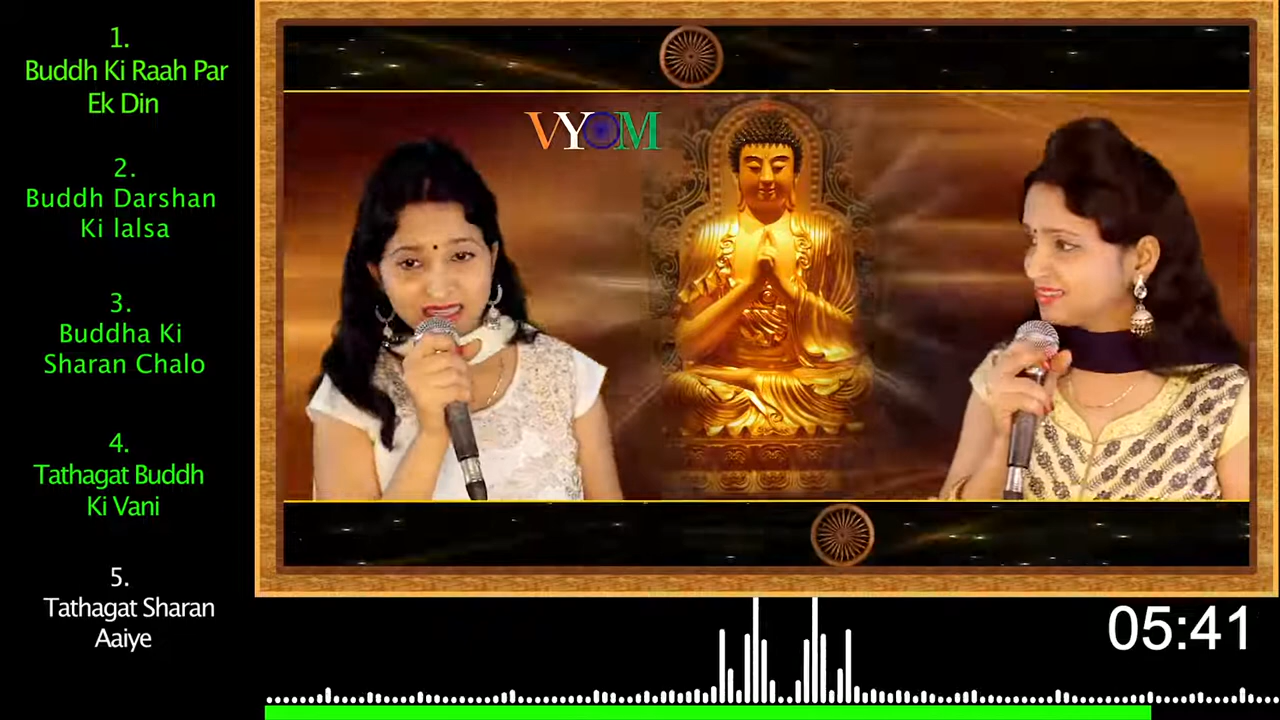 1.
Buddh Ki Raah Par
Ek Din
2.
Buddh Darshan
Ki lalsa
3.
Buddha Ki
Sharan Chalo
4.
Tathagat Buddh
Ki Vani
5.
Tathagat Sharan
Aaiye
VYOM
05:41